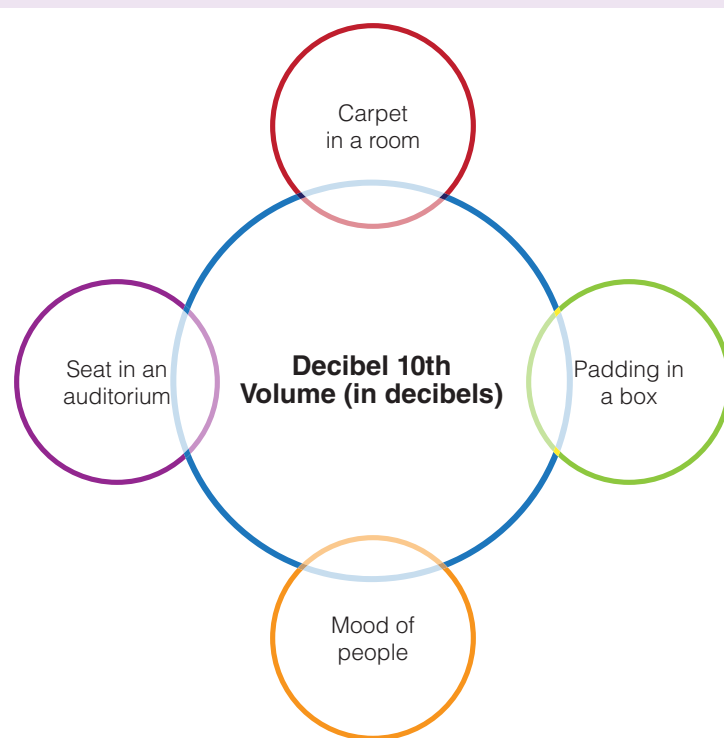 Carpet
in a room
Seat in an
auditorium
Decibel 10th
Volume (in decibels)
Padding in
a box
Mood of
people